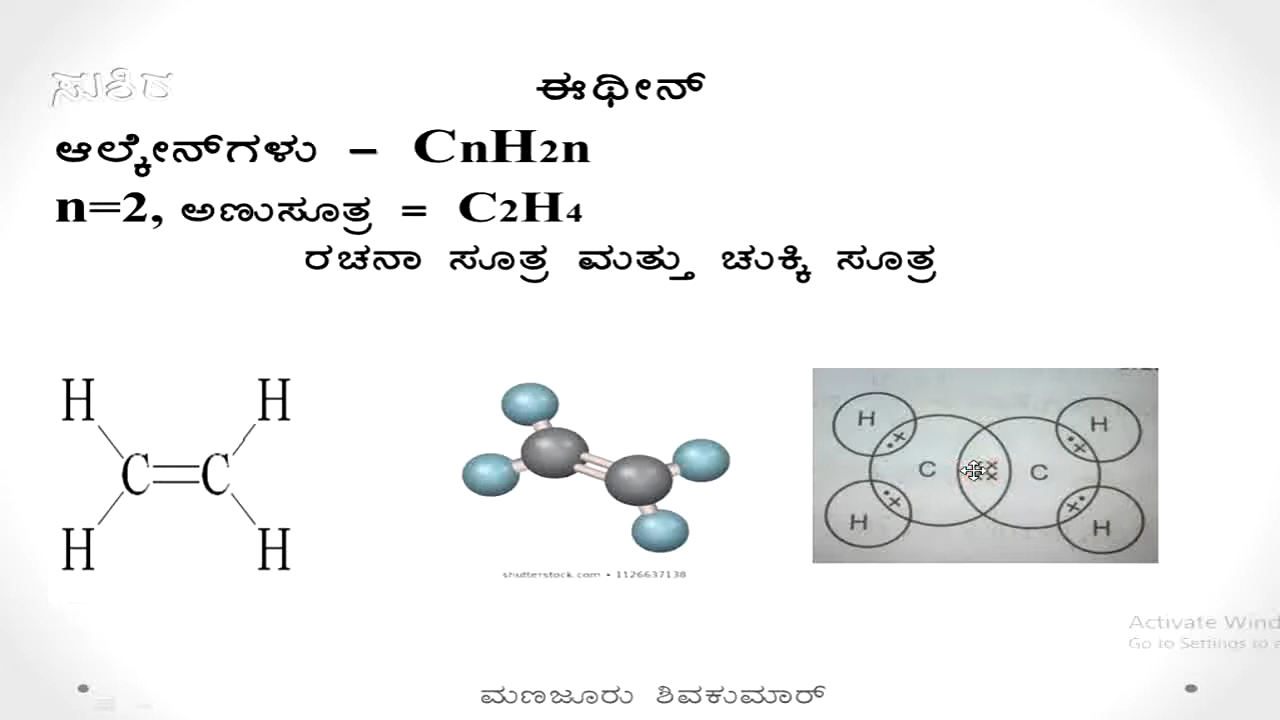 ಸುಶಿರ
ಈಥೀನ್
ಆಲ್ಕೇನ್‌ಗಳು – CnH2n
n=2, ಅಣುಸೂತ್ರ = C2H4
ರಚನಾ ಸೂತ್ರ ಮತ್ತು ಚುಕ್ಕಿ ಸೂತ್ರ
H H
C C
H H
shutterstock.com • 1126637138
H H
C C
H H
Activate Wind
Go to Settings to a
ಮಣಜೂರು ಶಿವಕುಮಾರ್